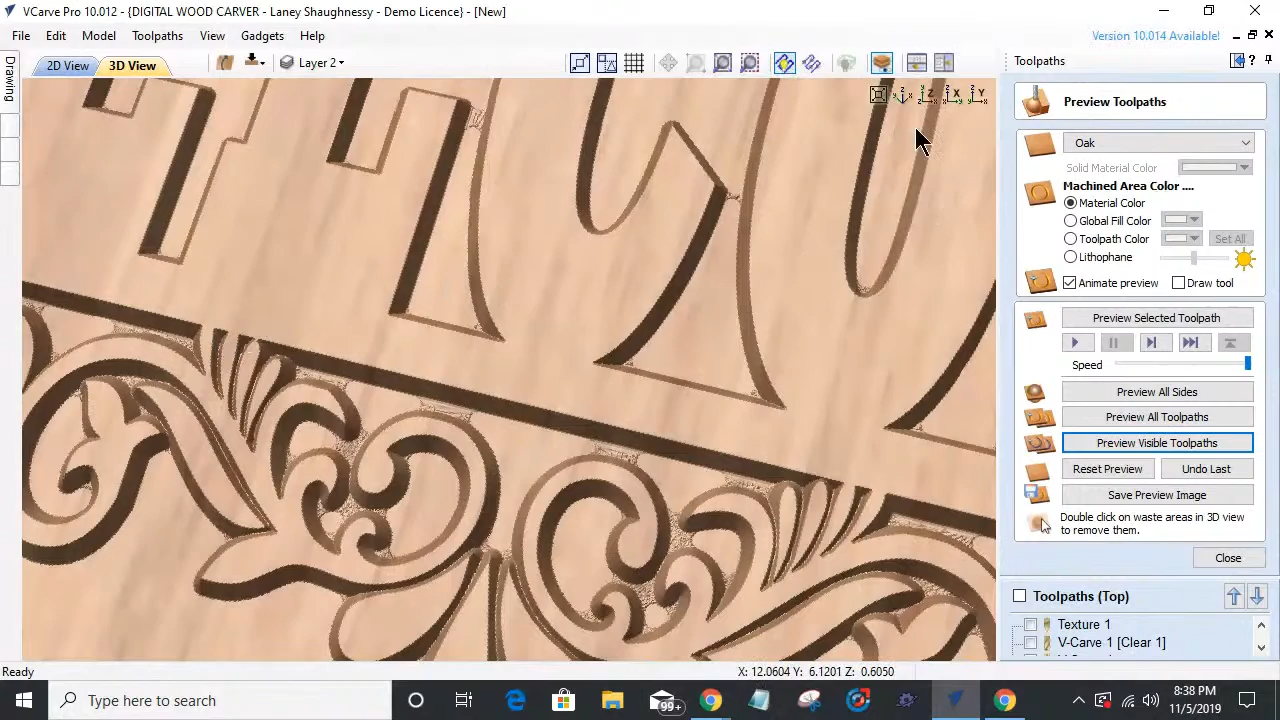 VCarve Pro 10.012 - {DIGITAL WOOD CARVER - Laney Shaughnessy - Demo Licence} - [New]
File Edit Model Toolpaths View Gadgets Help
Version 10.014 Available!
Drawing
2D View
3D View
Layer 2
Toolpaths
?
Z X Y
Preview Toolpaths
Oak
Solid Material Color
Machined Area Color ....
Material Color
Global Fill Color
Toolpath Color
Set All
Lithophane
Animate preview
Draw tool
Preview Selected Toolpath
Speed
Preview All Sides
Preview All Toolpaths
Preview Visible Toolpaths
Reset Preview
Undo Last
Save Preview Image
Double click on waste areas in 3D view
to remove them.
Close
Toolpaths (Top)
Texture 1
V-Carve 1 [Clear 1]
Ready
X: 12.0604 Y: 6.1201 Z: 0.6050
Type here to search
99+
8:38 PM
11/5/2019